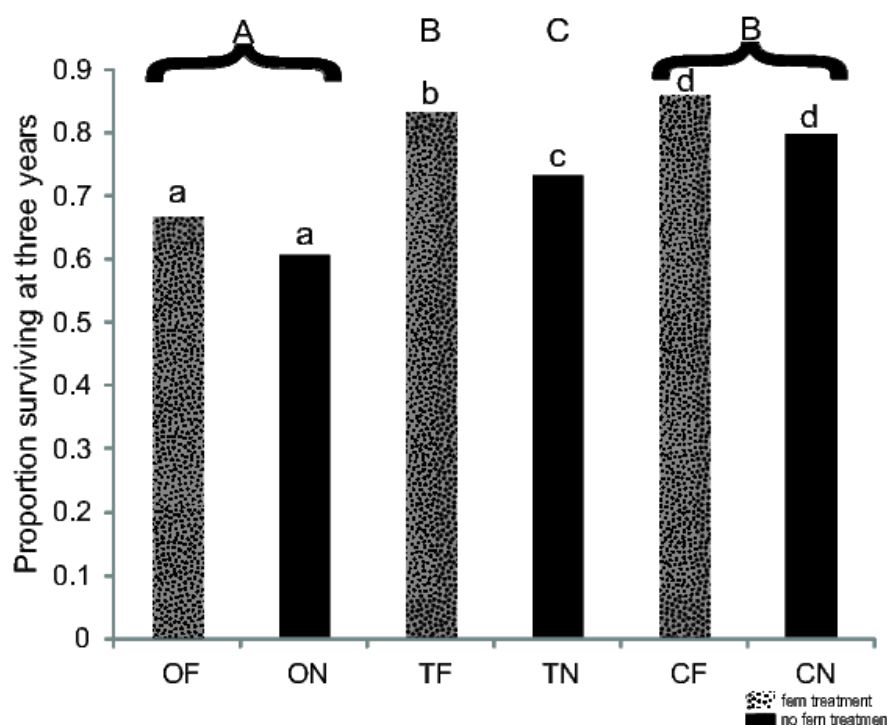 A B C B
0.9
0.8
0.7
0.6
0.5
0.4
0.3
0.2
0.1
0
Proportion surviving at three years
a a b c d d
OF ON TF TN CF CN
fern treatment
no fern treatmen